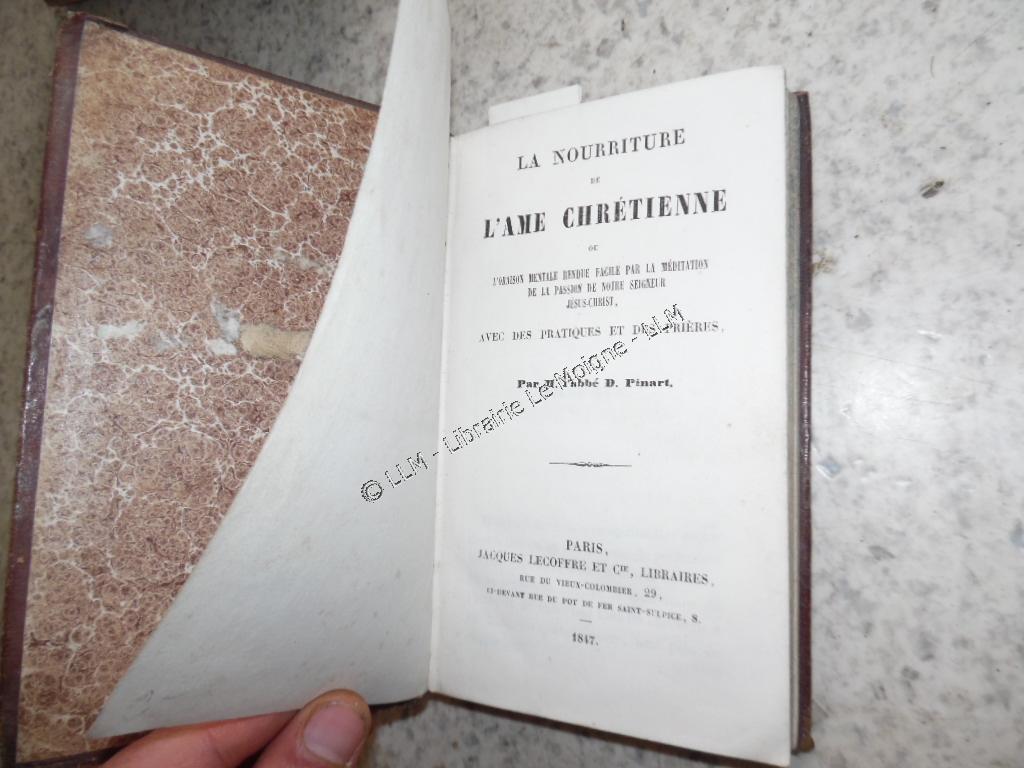 LA NOURRITURE
DE
L'AME CHRÉTIENNE
OU
L'ORAISON MENTALE RENDUE FACILE PAR LA MÉDITATION
DE LA PASSION DE NOTRE SEIGNEUR
JÉSUS-CHRIST,
AVEC DES PRATIQUES ET DES PRIÈRES,
Par M. l'abbé D. Pinart,
© LLM - Librairie Le Moigne - LLM
PARIS,
JACQUES LECOFFRE ET Cie, LIBRAIRES,
RUE DU VIEUX-COLOMBIER, 29,
CI-DEVANT RUE DU POT DE FER SAINT-SULPICE, 8.
1847.